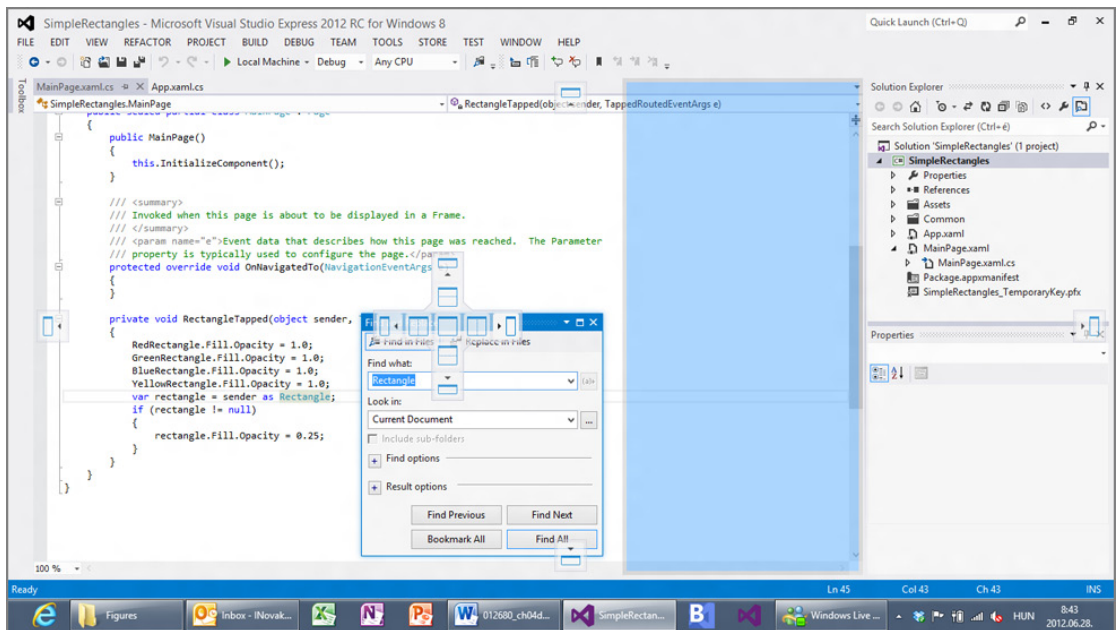 SimpleRectangles - Microsoft Visual Studio Express 2012 RC for Windows 8
Quick Launch (Ctrl+Q)
FILE EDIT VIEW REFACTOR PROJECT BUILD DEBUG TEAM TOOLS STORE TEST WINDOW HELP
Local Machine Debug Any CPU
Toolbox
MainPage.xaml.cs App.xaml.cs
SimpleRectangles.MainPage
RectangleTapped(object sender, TappedRoutedEventArgs e)
public sealed partial class MainPage : Page
{
public MainPage()
{
this.InitializeComponent();
}
/// <summary>
/// Invoked when this page is about to be displayed in a Frame.
/// </summary>
/// <param name="e">Event data that describes how this page was reached.  The Parameter
/// property is typically used to configure the page.</
protected override void OnNavigatedTo(NavigationEventArgs
{
}
private void RectangleTapped(object sender,
{
RedRectangle.Fill.Opacity = 1.0;
GreenRectangle.Fill.Opacity = 1.0;
BlueRectangle.Fill.Opacity = 1.0;
YellowRectangle.Fill.Opacity = 1.0;
var rectangle = sender as Rectangle;
if (rectangle != null)
{
rectangle.Fill.Opacity = 0.25;
}
}
}
}
100 %
Find in Files Replace in Files
Find what:
Rectangle
Look in:
Current Document
...
Include sub-folders
Find options
Result options
Find Previous Find Next
Bookmark All Find All
Solution Explorer
Search Solution Explorer (Ctrl+é)
Solution 'SimpleRectangles' (1 project)
SimpleRectangles
Properties
References
Assets
Common
App.xaml
MainPage.xaml
MainPage.xaml.cs
Package.appxmanifest
SimpleRectangles_TemporaryKey.pfx
Properties
Ready Ln 45 Col 43 Ch 43 INS
Figures Inbox - INovak... 012680_ch04d... SimpleRectan... Windows Live ... HUN 8:43
2012.06.28.